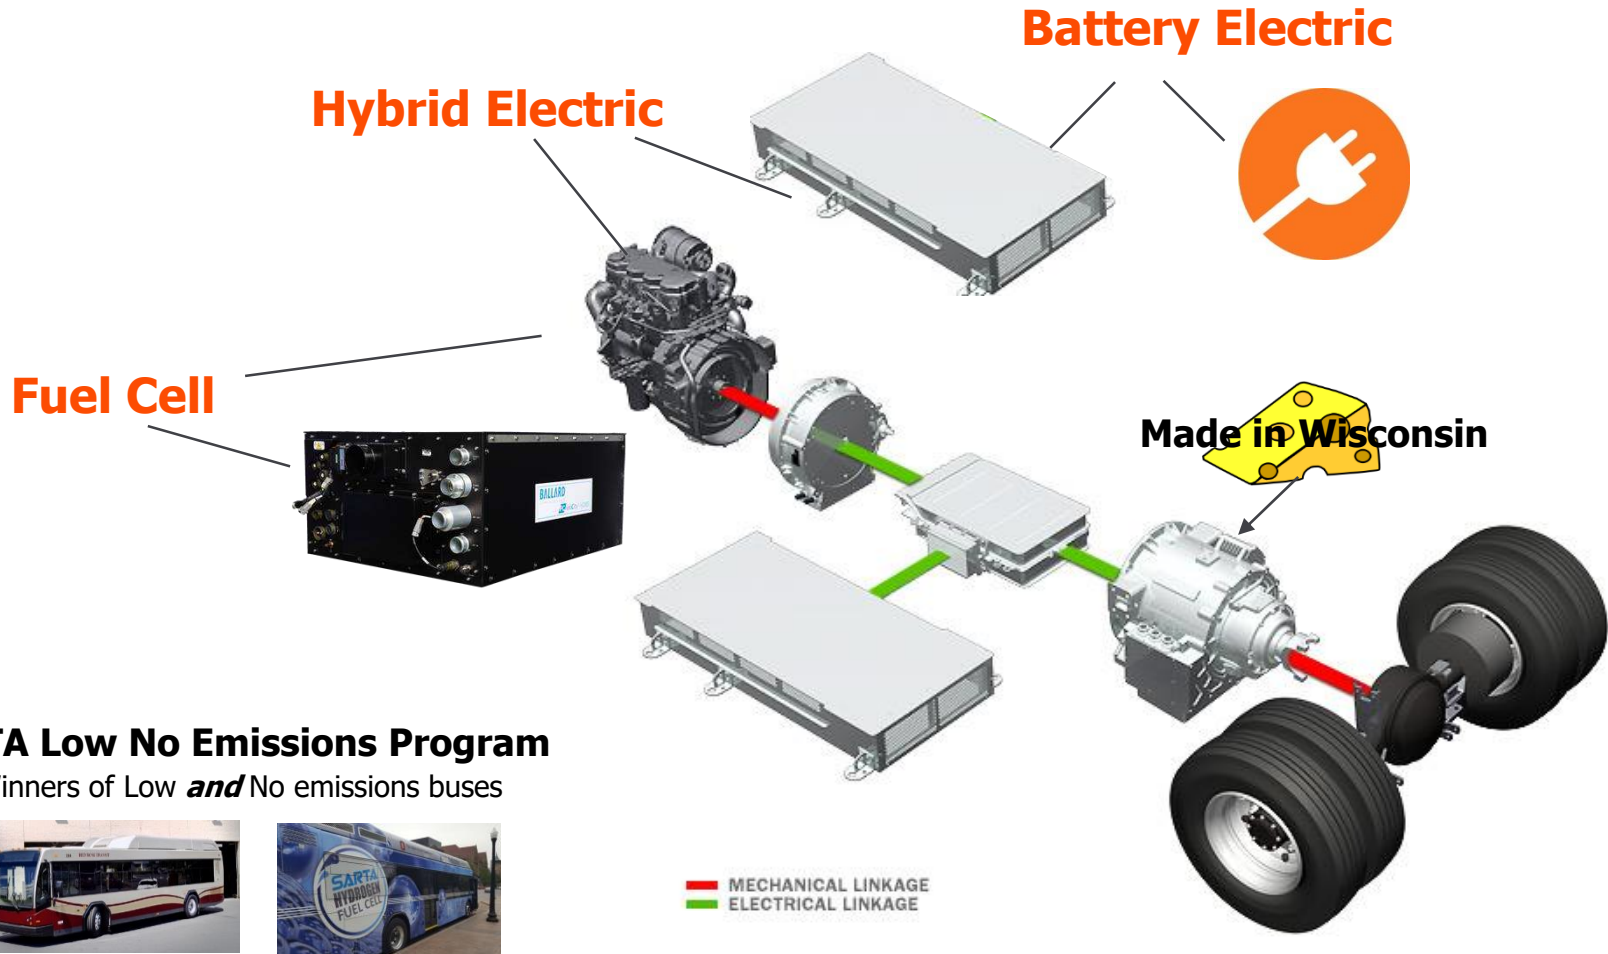 Battery Electric
Hybrid Electric
Fuel Cell
BALLARD
Made in Wisconsin
TA Low No Emissions Program
inners of Low and No emissions buses
SARTA
HYDROGEN
FUEL CELL
MECHANICAL LINKAGE
ELECTRICAL LINKAGE